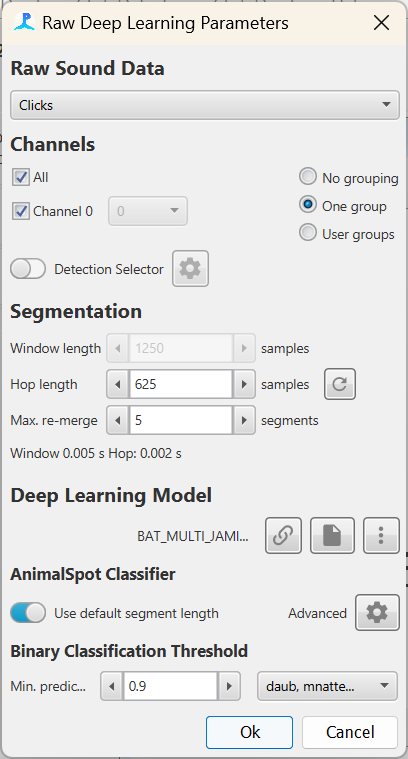 Raw Deep Learning Parameters
Raw Sound Data
Clicks
Channels
All
No grouping
Channel 0
0
One group
User groups
Detection Selector
Segmentation
Window length 1250 samples
Hop length 625 samples
Max. re-merge 5 segments
Window 0.005 s Hop: 0.002 s
Deep Learning Model
BAT_MULTI_JAMI...
AnimalSpot Classifier
Use default segment length Advanced
Binary Classification Threshold
Min. predic... 0.9 daub, mnatte...
Ok Cancel